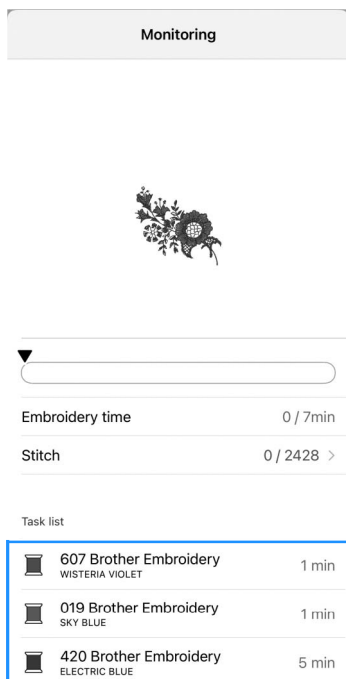 Monitoring
Embroidery time 0 / 7min
Stitch 0 / 2428 >
Task list
607 Brother Embroidery 1 min
WISTERIA VIOLET
019 Brother Embroidery 1 min
SKY BLUE
420 Brother Embroidery 5 min
ELECTRIC BLUE